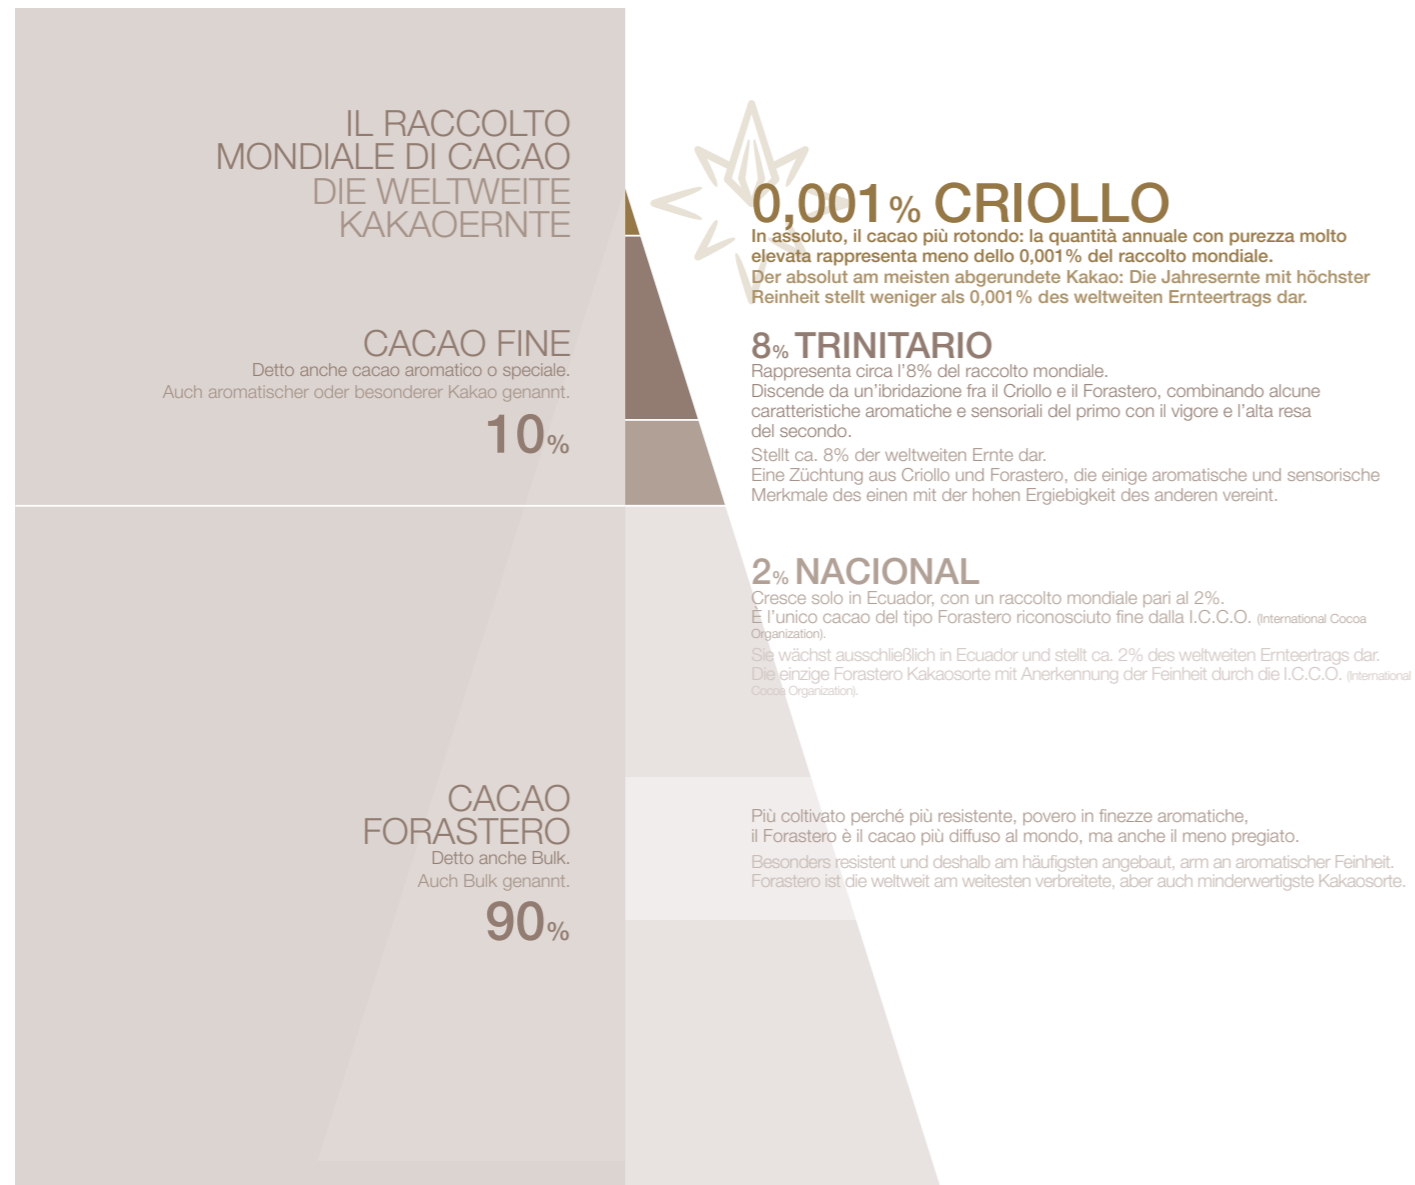 IL RACCOLTO
MONDIALE DI CACAO
DIE WELTWEITE
KAKAOERNTE
0,001% CRIOLLO
In assoluto, il cacao più rotondo: la quantità annuale con purezza molto
elevata rappresenta meno dello 0,001% del raccolto mondiale.
Der absolut am meisten abgerundete Kakao: Die Jahresernte mit höchster
Reinheit stellt weniger als 0,001% des weltweiten Ernteertrags dar.
CACAO FINE
Detto anche cacao aromatico o speciale.
Auch aromatischer oder besonderer Kakao genannt.
10%
8% TRINITARIO
Rappresenta circa l'8% del raccolto mondiale.
Discende da un'ibridazione fra il Criollo e il Forastero, combinando alcune
caratteristiche aromatiche e sensoriali del primo con il vigore e l'alta resa
del secondo.
Stellt ca. 8% der weltweiten Ernte dar.
Eine Züchtung aus Criollo und Forastero, die einige aromatische und sensorische
Merkmale des einen mit der hohen Ergiebigkeit des anderen vereint.
2% NACIONAL
Cresce solo in Ecuador, con un raccolto mondiale pari al 2%.
È l'unico cacao del tipo Forastero riconosciuto fine dalla I.C.C.O. (International Cocoa
Organization).
Sie wächst ausschließlich in Ecuador und stellt ca. 2% des weltweiten Ernteertrags dar.
Die einzige Forastero Kakaosorte mit Anerkennung der Feinheit durch die I.C.C.O. (International
Cocoa Organization).
CACAO
FORASTERO
Detto anche Bulk.
Auch Bulk genannt.
90%
Più coltivato perché più resistente, povero in finezze aromatiche,
il Forastero è il cacao più diffuso al mondo, ma anche il meno pregiato.
Besonders resistent und deshalb am häufigsten angebaut, arm an aromatischer Feinheit.
Forastero ist die weltweit am weitesten verbreitete, aber auch minderwertigste Kakaosorte.